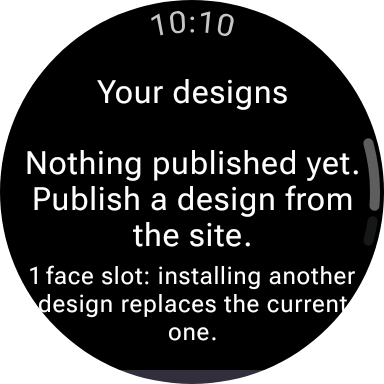 10:10
Your designs
Nothing published yet.
Publish a design from
the site.
1 face slot: installing another
design replaces the current
one.